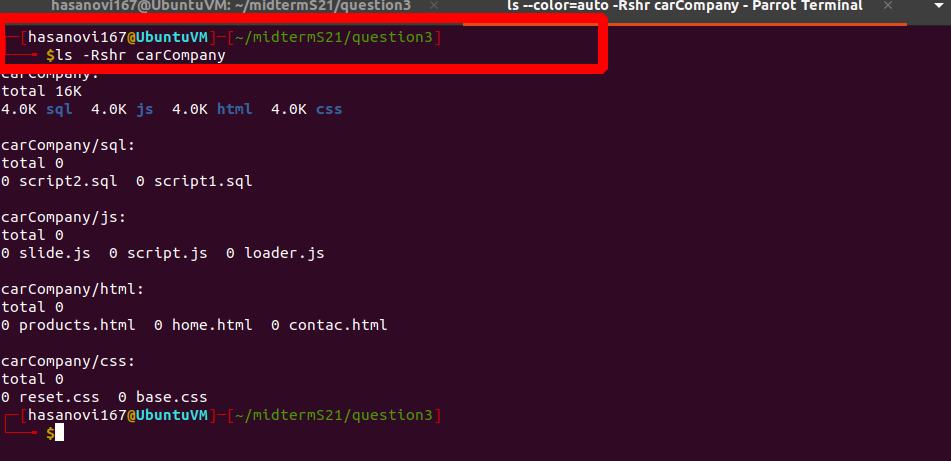 hasanovi167@UbuntuVM: ~/midtermS21/question3 × ls --color=auto -Rshr carCompany - Parrot Terminal ×
┌─[hasanovi167@UbuntuVM]─[~/midtermS21/question3]
└──╼ $ls -Rshr carCompany
carCompany:
total 16K
4.0K sql  4.0K js  4.0K html  4.0K css
carCompany/sql:
total 0
0 script2.sql  0 script1.sql
carCompany/js:
total 0
0 slide.js  0 script.js  0 loader.js
carCompany/html:
total 0
0 products.html  0 home.html  0 contac.html
carCompany/css:
total 0
0 reset.css  0 base.css
┌─[hasanovi167@UbuntuVM]─[~/midtermS21/question3]
└──╼ $